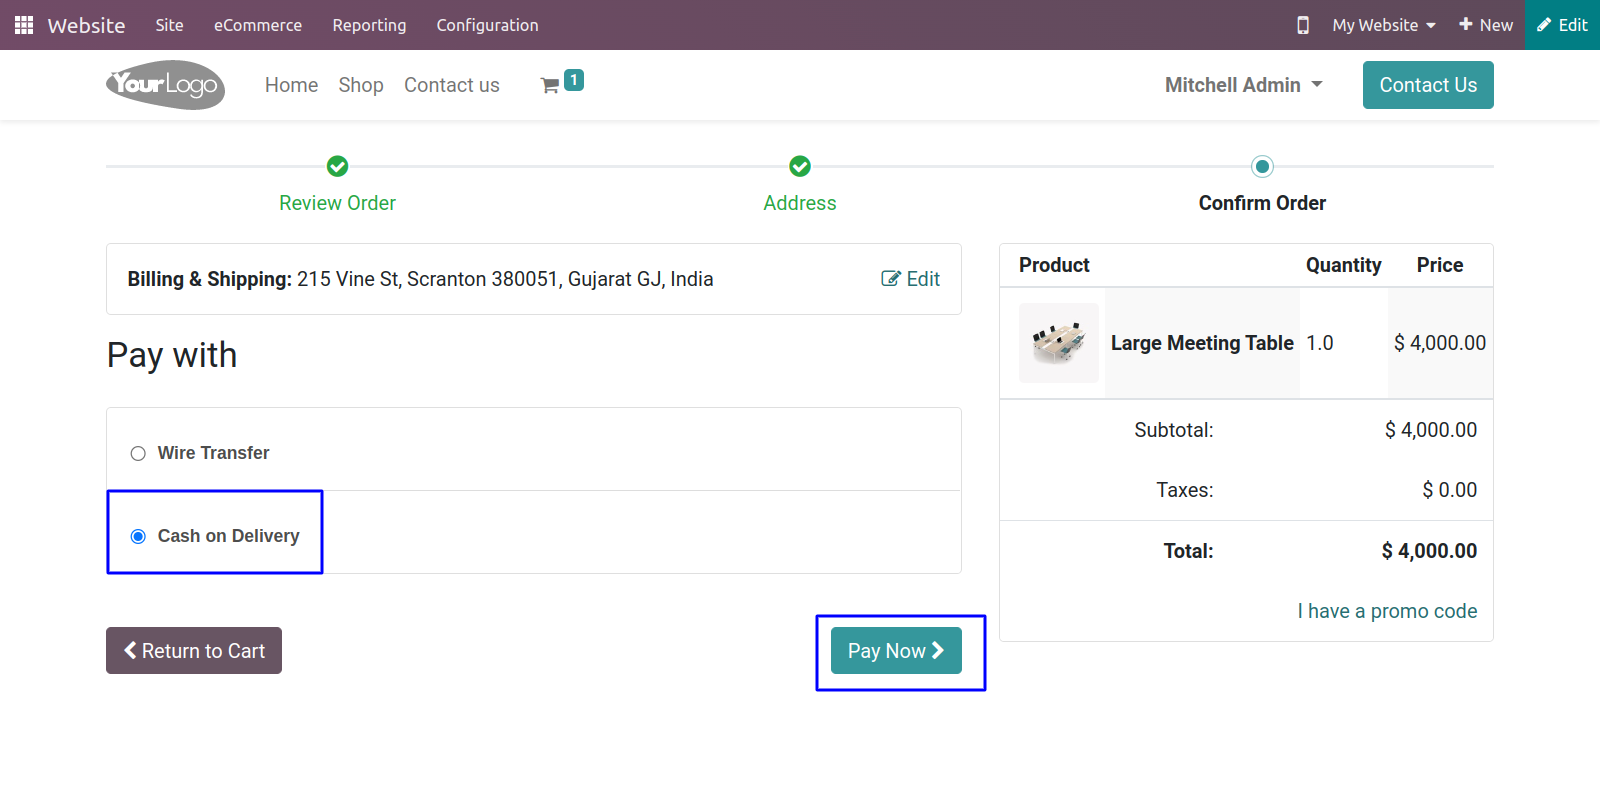 Website Site eCommerce Reporting Configuration My Website New Edit
YourLogo Home Shop Contact us 1 Mitchell Admin Contact Us
Review Order Address Confirm Order
Billing & Shipping: 215 Vine St, Scranton 380051, Gujarat GJ, India Edit
Pay with
Wire Transfer
Cash on Delivery
Return to Cart Pay Now
Product Quantity Price
Large Meeting Table 1.0 $ 4,000.00
Subtotal: $ 4,000.00
Taxes: $ 0.00
Total: $ 4,000.00
I have a promo code